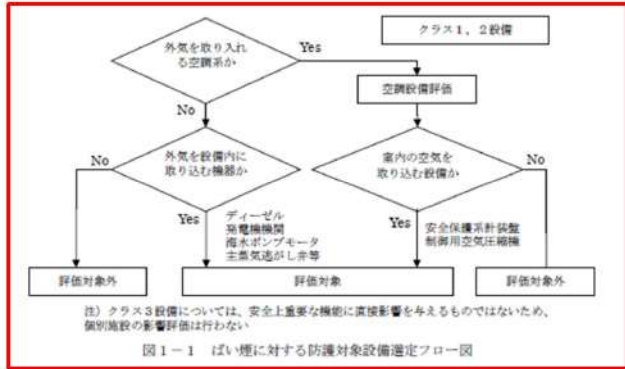 クラス1，2設備
外気を取り入れ
る空調系か
Yes
空調設備評価
No
外気を設備内に
取り込む機器か
No
室内の空気を
取り込む設備か
No
Yes
ディーゼル
発電機機関
海水ポンプモータ
主蒸気逃がし弁等
Yes
安全保護系計装盤
制御用空気圧縮機
評価対象外
評価対象
評価対象外
注）クラス3設備については、安全上重要な機能に直接影響を与えるものではないため、
個別施設の影響評価は行わない
図1－1 ばい煙に対する防護対象設備選定フロー図